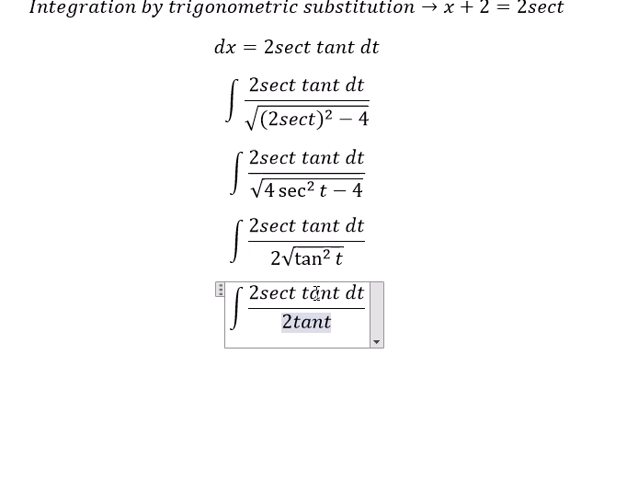 Integration by trigonometric substitution → x + 2 = 2sect
dx = 2sect tant dt
∫ 2sect tant dt / √((2sect)² − 4)
∫ 2sect tant dt / √(4 sec² t − 4)
∫ 2sect tant dt / 2√(tan² t)
∫ 2sect tant dt / 2tant